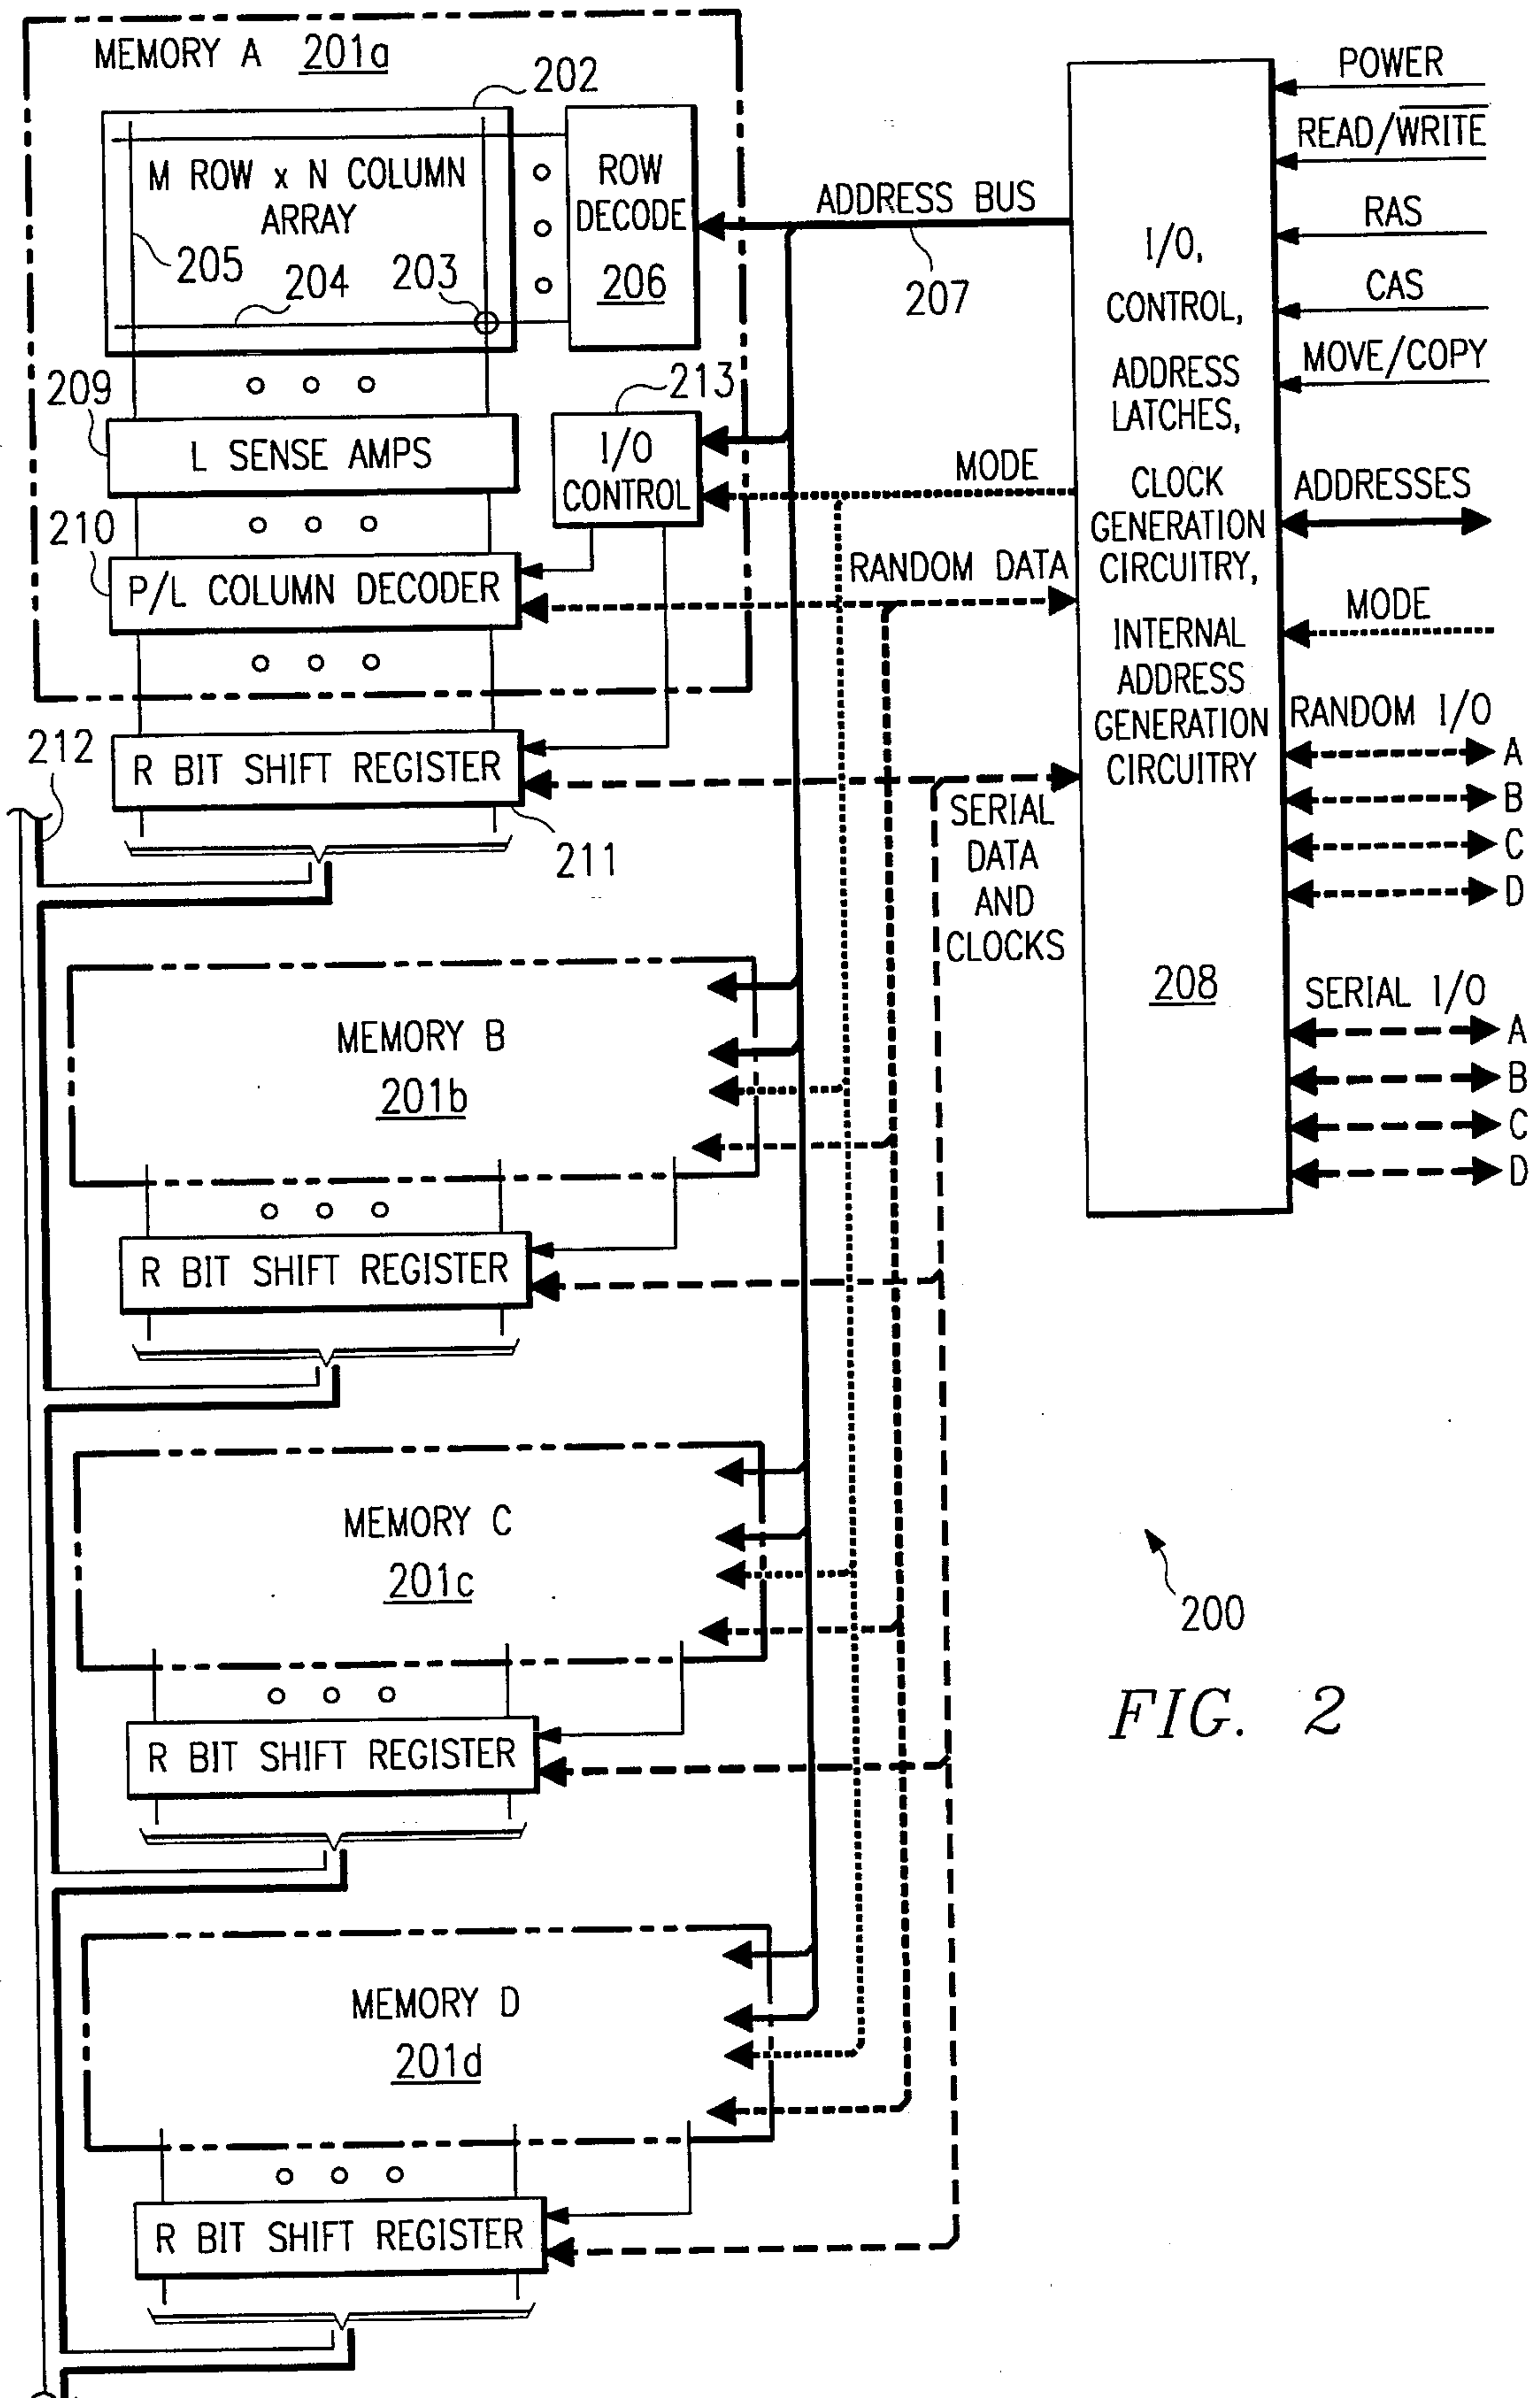 MEMORY A 201a
202
M ROW x N COLUMN
ARRAY
205
204
203
ROW
DECODE
206
ADDRESS BUS
207
209
L SENSE AMPS
213
I/O
CONTROL
MODE
210
P/L COLUMN DECODER
RANDOM DATA
212
R BIT SHIFT REGISTER
211
SERIAL
DATA
AND
CLOCKS
I/O,
CONTROL,
ADDRESS
LATCHES,
CLOCK
GENERATION
CIRCUITRY,
INTERNAL
ADDRESS
GENERATION
CIRCUITRY
208
POWER
READ/WRITE
RAS
CAS
MOVE/COPY
ADDRESSES
MODE
RANDOM I/O
A
B
C
D
SERIAL I/O
A
B
C
D
MEMORY B
201b
R BIT SHIFT REGISTER
MEMORY C
201c
R BIT SHIFT REGISTER
200
FIG. 2
MEMORY D
201d
R BIT SHIFT REGISTER